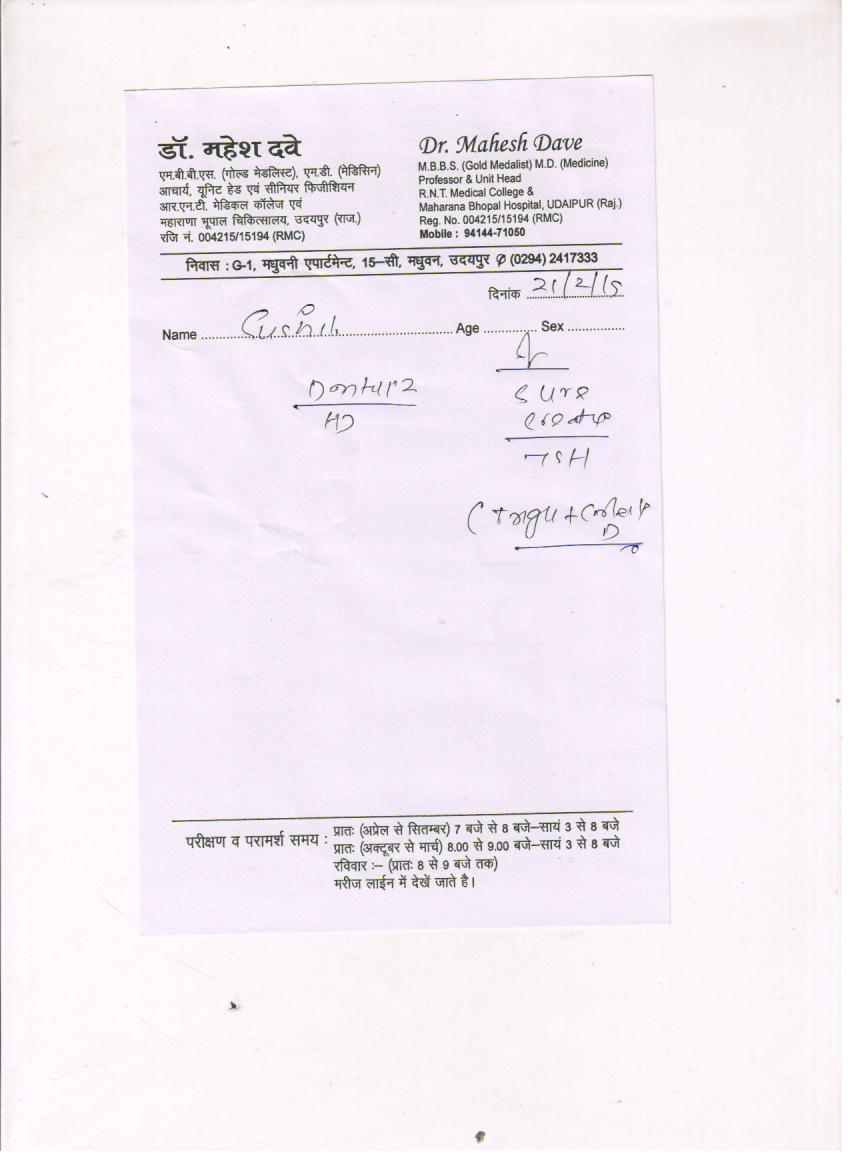 डॉ. महेश दवे
एम.बी.बी.एस. (गोल्ड मेडलिस्ट), एम.डी. (मेडिसिन)
आचार्य, यूनिट हेड एवं सीनियर फिजीशियन
आर.एन.टी. मेडिकल कॉलेज एवं
महाराणा भूपाल चिकित्सालय, उदयपुर (राज.)
रजि नं. 004215/15194 (RMC)
Dr. Mahesh Dave
M.B.B.S. (Gold Medalist) M.D. (Medicine)
Professor & Unit Head
R.N.T. Medical College &
Maharana Bhopal Hospital, UDAIPUR (Raj.)
Reg. No. 004215/15194 (RMC)
Mobile : 94144-71050
निवास : G-1, मधुवनी एपार्टमेन्ट, 15–सी, मधुवन, उदयपुर ✆ (0294) 2417333
दिनांक 21/2/15
Name Sushil Age Sex
TSH
परीक्षण व परामर्श समय : प्रातः (अप्रेल से सितम्बर) 7 बजे से 8 बजे–सायं 3 से 8 बजे
प्रातः (अक्टूबर से मार्च) 8.00 से 9.00 बजे–सायं 3 से 8 बजे
रविवार :– (प्रातः 8 से 9 बजे तक)
मरीज लाईन में देखें जाते है।